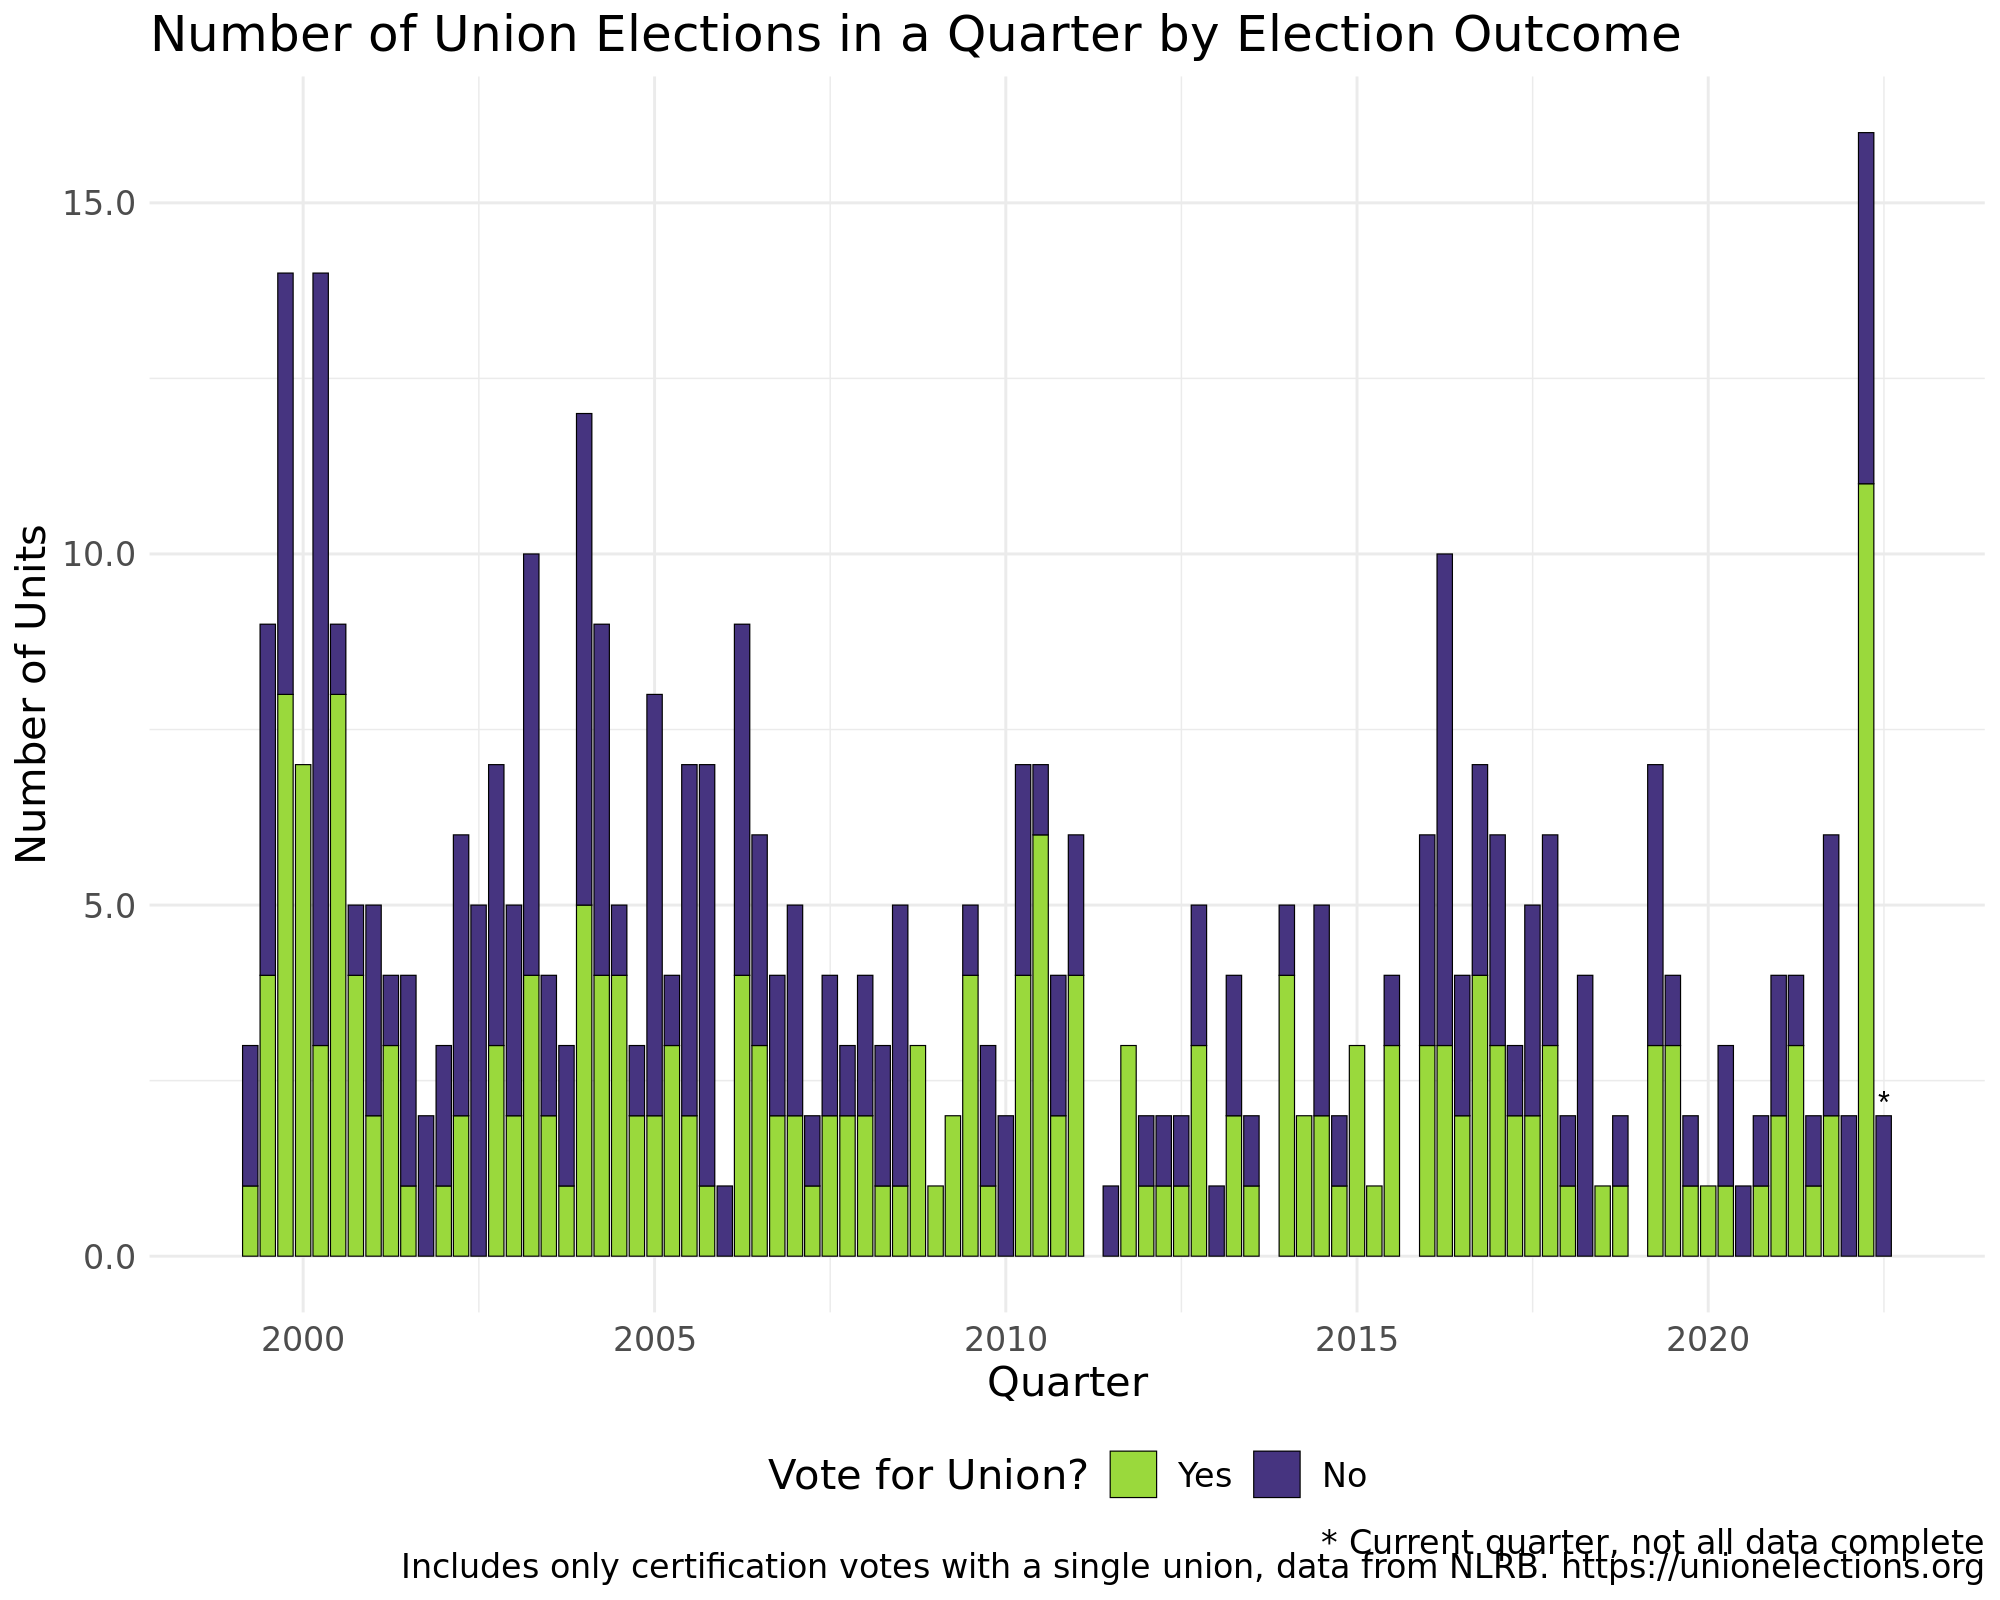 Number of Union Elections in a Quarter by Election Outcome
Number of Units
15.0
10.0
5.0
0.0
*
2000 2005 2010 2015 2020
Quarter
Vote for Union? Yes No
* Current quarter, not all data complete
Includes only certification votes with a single union, data from NLRB. https://unionelections.org